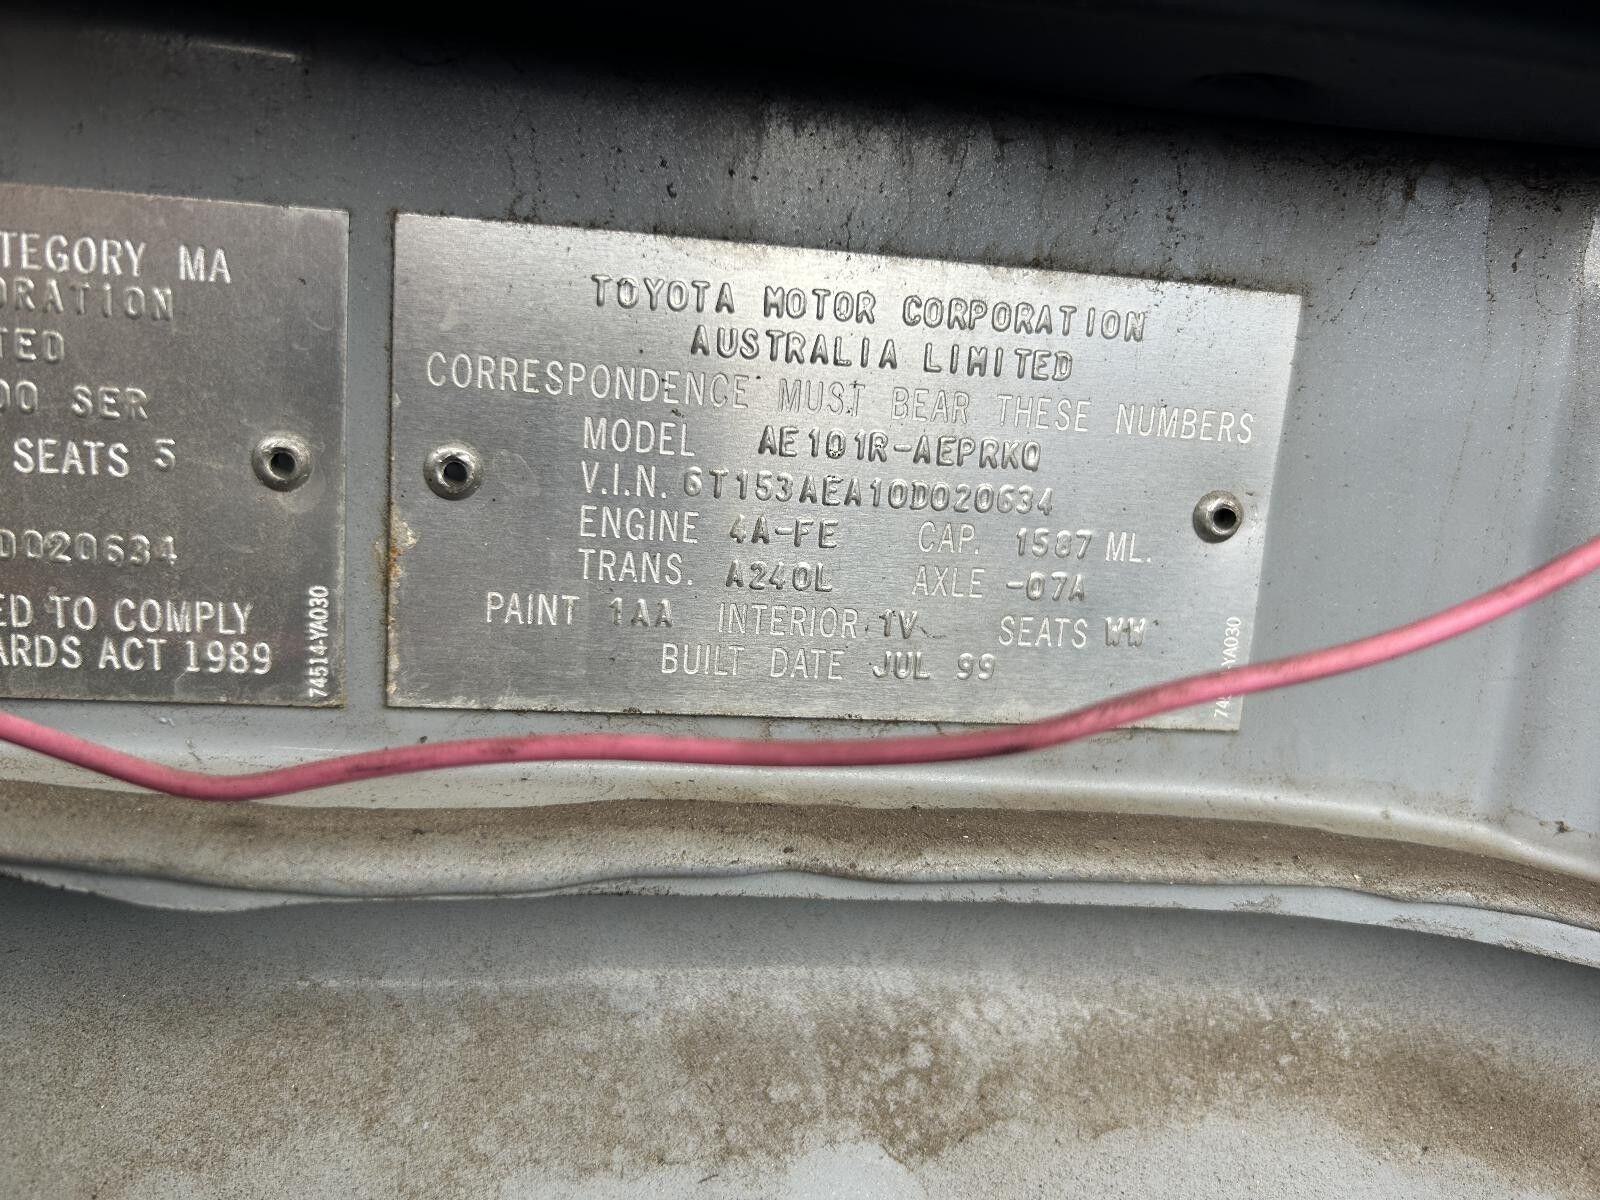 TEGORY MA
ORATION
TED
00 SER
SEATS 5
D020634
ED TO COMPLY
ARDS ACT 1989
74514-YA030
TOYOTA MOTOR CORPORATION
AUSTRALIA LIMITED
CORRESPONDENCE MUST BEAR THESE NUMBERS
MODEL AE101R-AEPRKQ
V.I.N. 6T153AEA10D020634
ENGINE 4A-FE CAP. 1587 ML.
TRANS. A240L AXLE -07A
PAINT 1AA INTERIOR 1V SEATS WW
BUILT DATE JUL 99
-YA030